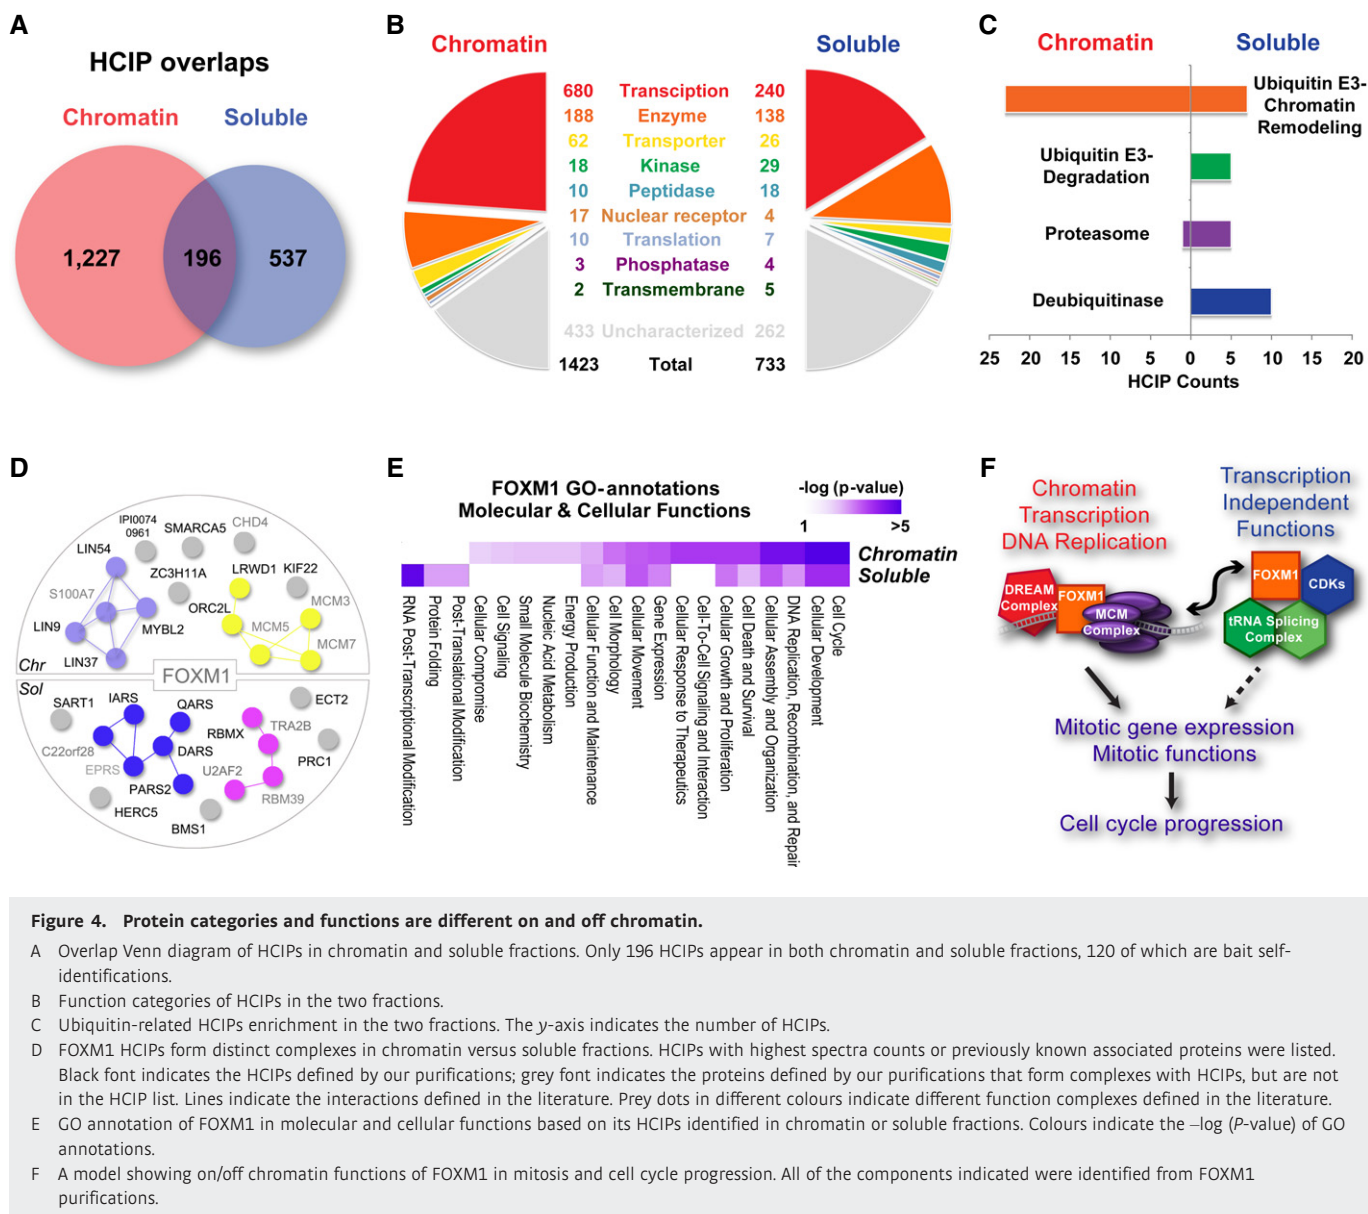 A
HCIP overlaps
Chromatin
Soluble
1,227
196
537
B
Chromatin
Soluble
680 Transciption 240
188 Enzyme 138
62 Transporter 26
18 Kinase 29
10 Peptidase 18
17 Nuclear receptor 4
10 Translation 7
3 Phosphatase 4
2 Transmembrane 5
433 Uncharacterized 262
1423 Total 733
C
Chromatin
Soluble
Ubiquitin E3-
Chromatin
Remodeling
Ubiquitin E3-
Degradation
Proteasome
Deubiquitinase
25 20 15 10 5 0 5 10 15 20
HCIP Counts
D
IPI0074
0961
SMARCA5
CHD4
LIN54
ZC3H11A
LRWD1
KIF22
S100A7
ORC2L
MCM3
LIN9
MYBL2
MCM5
MCM7
LIN37
Chr
FOXM1
Sol
SART1
IARS
QARS
ECT2
RBMX
TRA2B
C22orf28
DARS
PRC1
EPRS
U2AF2
PARS2
RBM39
HERC5
BMS1
E
FOXM1 GO-annotations
Molecular & Cellular Functions
-log (p-value)
1 >5
Chromatin
Soluble
RNA Post-Transcriptional Modification
Protein Folding
Post-Translational Modification
Cellular Compromise
Cell Signaling
Small Molecule Biochemistry
Nucleic Acid Metabolism
Energy Production
Cellular Function and Maintenance
Cell Morphology
Cellular Movement
Gene Expression
Cellular Response to Therapeutics
Cell-To-Cell Signaling and Interaction
Cellular Growth and Proliferation
Cell Death and Survival
Cellular Assembly and Organization
DNA Replication, Recombination, and Repair
Cellular Development
Cell Cycle
F
Chromatin
Transcription
DNA Replication
Transcription
Independent
Functions
DREAM
Complex
FOXM1
MCM
Complex
FOXM1
CDKs
tRNA Splicing
Complex
Mitotic gene expression
Mitotic functions
Cell cycle progression
Figure 4. Protein categories and functions are different on and off chromatin.
A Overlap Venn diagram of HCIPs in chromatin and soluble fractions. Only 196 HCIPs appear in both chromatin and soluble fractions, 120 of which are bait self-
identifications.
B Function categories of HCIPs in the two fractions.
C Ubiquitin-related HCIPs enrichment in the two fractions. The y-axis indicates the number of HCIPs.
D FOXM1 HCIPs form distinct complexes in chromatin versus soluble fractions. HCIPs with highest spectra counts or previously known associated proteins were listed.
Black font indicates the HCIPs defined by our purifications; grey font indicates the proteins defined by our purifications that form complexes with HCIPs, but are not
in the HCIP list. Lines indicate the interactions defined in the literature. Prey dots in different colours indicate different function complexes defined in the literature.
E GO annotation of FOXM1 in molecular and cellular functions based on its HCIPs identified in chromatin or soluble fractions. Colours indicate the –log (P-value) of GO
annotations.
F A model showing on/off chromatin functions of FOXM1 in mitosis and cell cycle progression. All of the components indicated were identified from FOXM1
purifications.